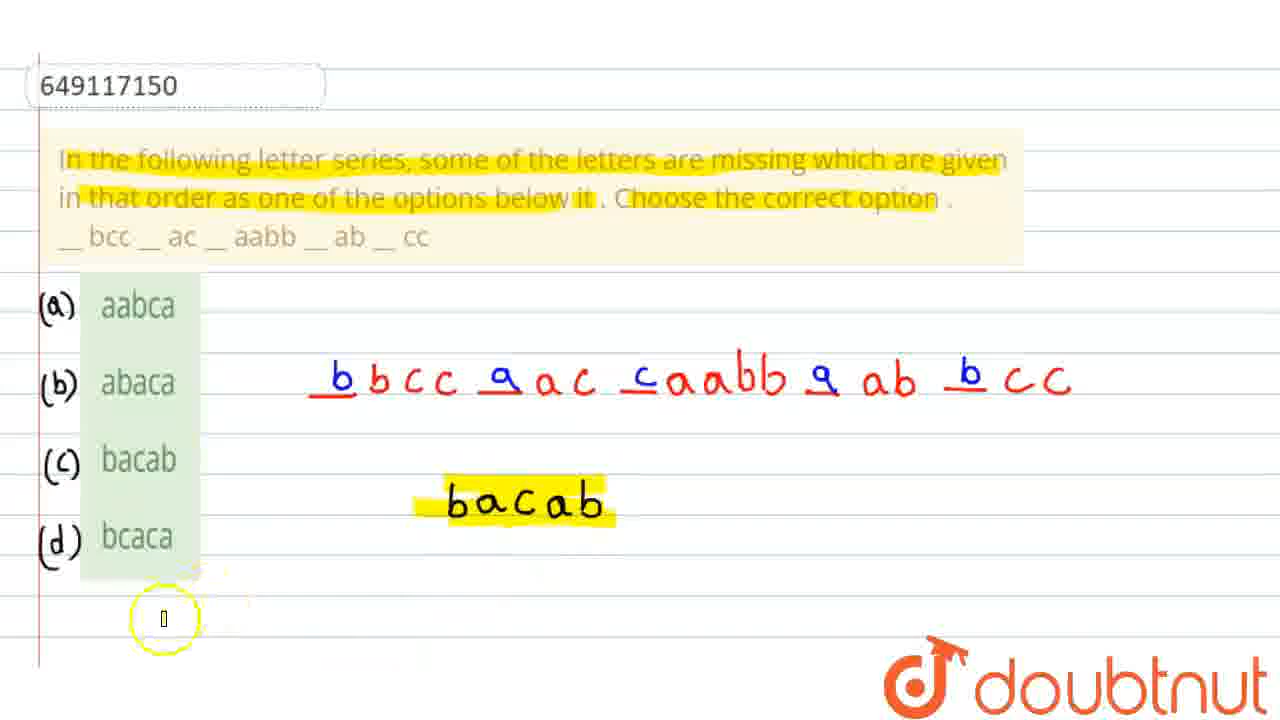 649117150
In the following letter series, some of the letters are missing which are given
in that order as one of the options below it . Choose the correct option .
__ bcc __ ac __ aabb __ ab __ cc
(a) aabca
(b) abaca
b b c c a a c c a a b b a a b b c c
(c) bacab
b a c a b
(d) bcaca
doubtnut